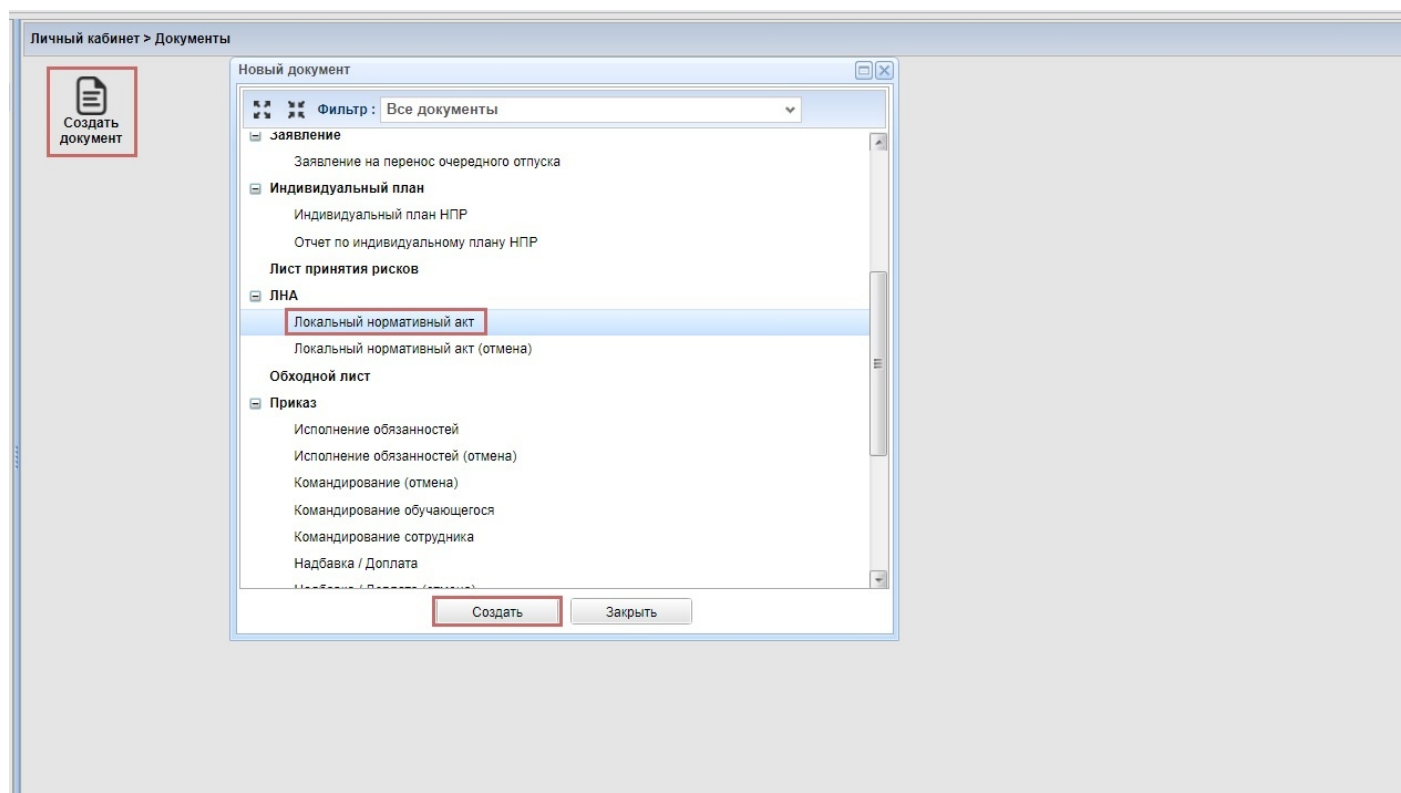 Личный кабинет > Документы
Создать
документ
Новый документ
Фильтр : Все документы
Заявление
Заявление на перенос очередного отпуска
Индивидуальный план
Индивидуальный план НПР
Отчет по индивидуальному плану НПР
Лист принятия рисков
ЛНА
Локальный нормативный акт
Локальный нормативный акт (отмена)
Обходной лист
Приказ
Исполнение обязанностей
Исполнение обязанностей (отмена)
Командирование (отмена)
Командирование обучающегося
Командирование сотрудника
Надбавка / Доплата
Создать Закрыть